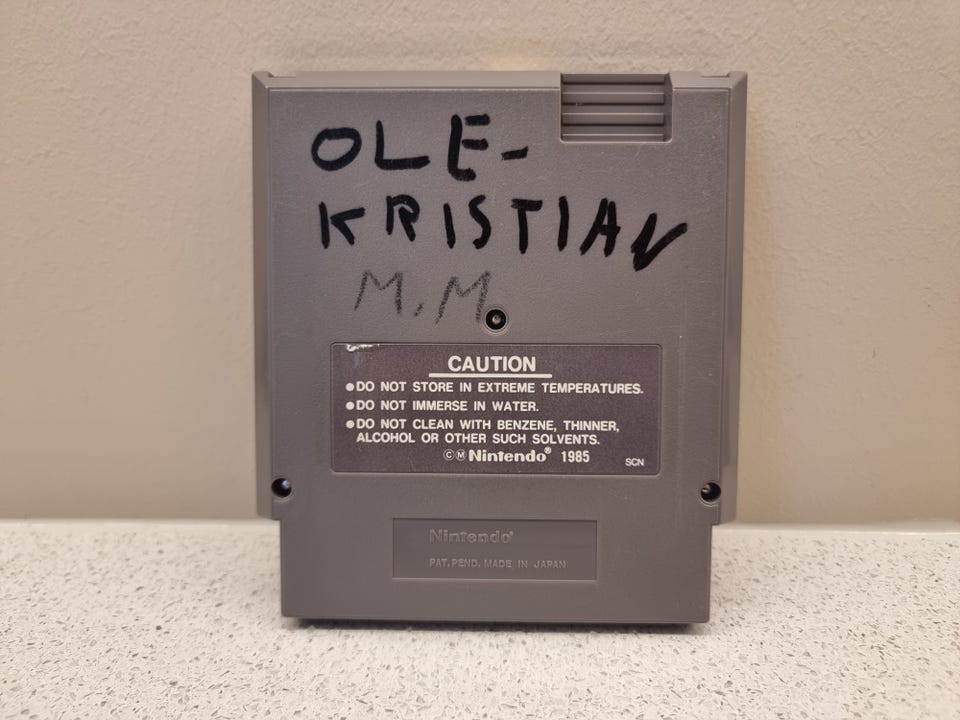 OLE-
KRISTIAN
M.M
CAUTION
●DO NOT STORE IN EXTREME TEMPERATURES.
●DO NOT IMMERSE IN WATER.
●DO NOT CLEAN WITH BENZENE, THINNER,
ALCOHOL OR OTHER SUCH SOLVENTS.
©Ⓜ Nintendo® 1985 SCN
Nintendo®
PAT. PEND. MADE IN JAPAN